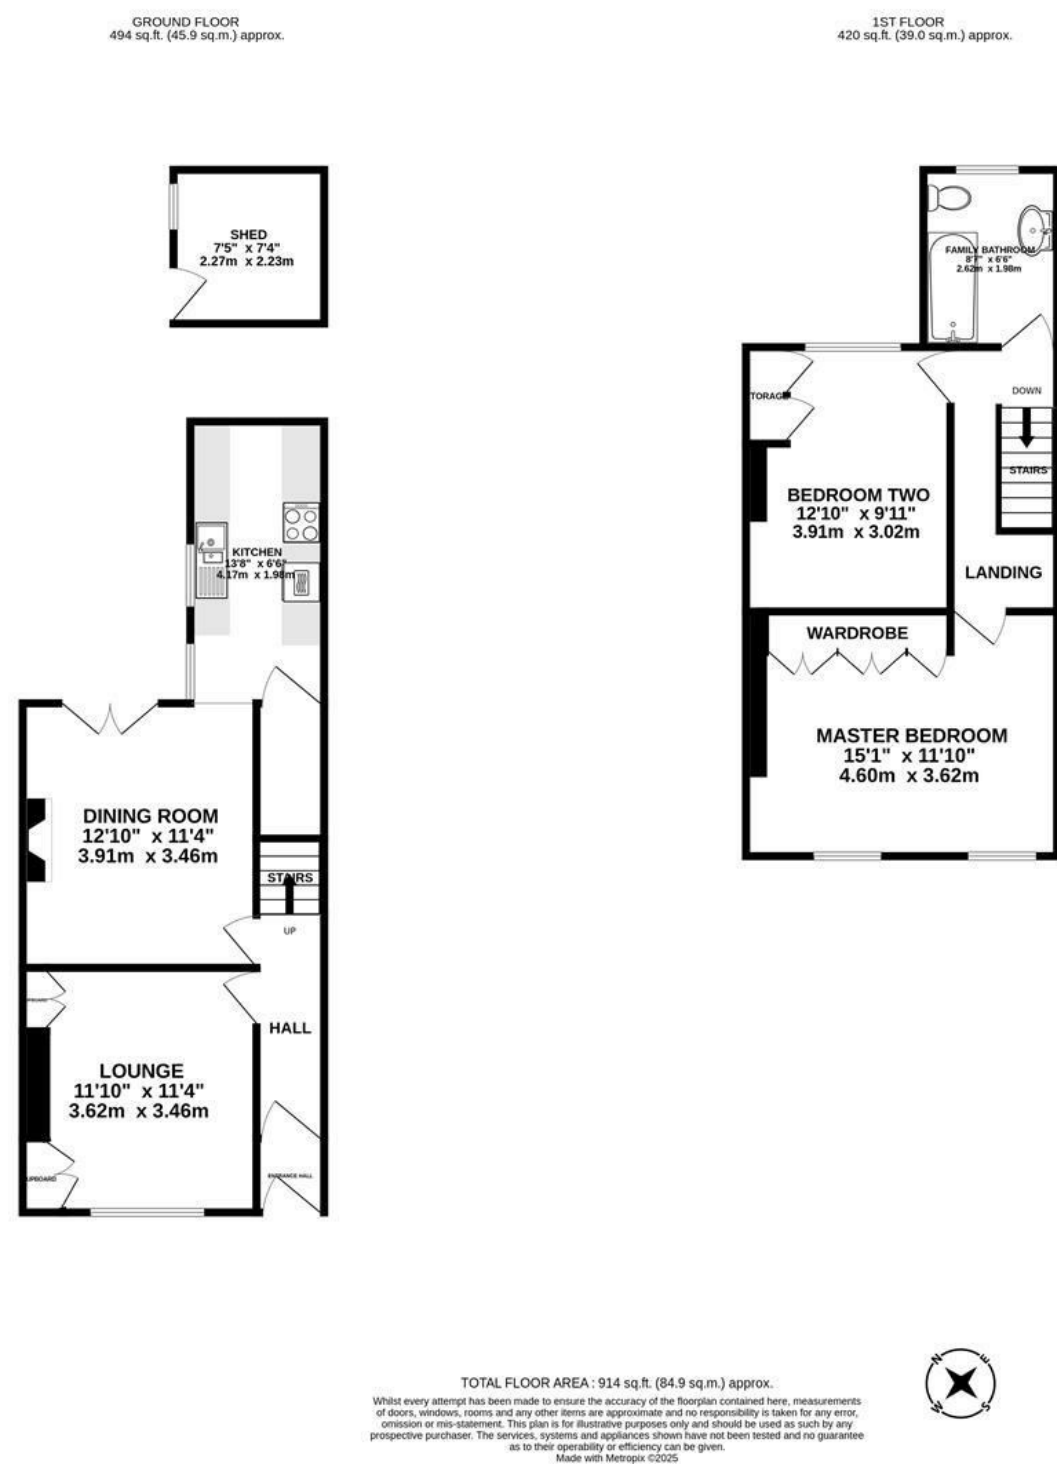 GROUND FLOOR
494 sq.ft. (45.9 sq.m.) approx.
1ST FLOOR
420 sq.ft. (39.0 sq.m.) approx.
SHED
7'5" x 7'4"
2.27m x 2.23m
FAMILY BATHROOM
8'7" x 6'6"
2.62m x 1.98m
DOWN
TORAGE
STAIRS
BEDROOM TWO
12'10" x 9'11"
3.91m x 3.02m
KITCHEN
13'8" x 6'6"
4.17m x 1.98m
LANDING
WARDROBE
MASTER BEDROOM
15'1" x 11'10"
4.60m x 3.62m
DINING ROOM
12'10" x 11'4"
3.91m x 3.46m
STAIRS
UP
HALL
LOUNGE
11'10" x 11'4"
3.62m x 3.46m
UPBOARD
ENTRANCE HALL
N
E
S
W
TOTAL FLOOR AREA : 914 sq.ft. (84.9 sq.m.) approx.
Whilst every attempt has been made to ensure the accuracy of the floorplan contained here, measurements
of doors, windows, rooms and any other items are approximate and no responsibility is taken for any error,
omission or mis-statement. This plan is for illustrative purposes only and should be used as such by any
prospective purchaser. The services, systems and appliances shown have not been tested and no guarantee
as to their operability or efficiency can be given.
Made with Metropix ©2025